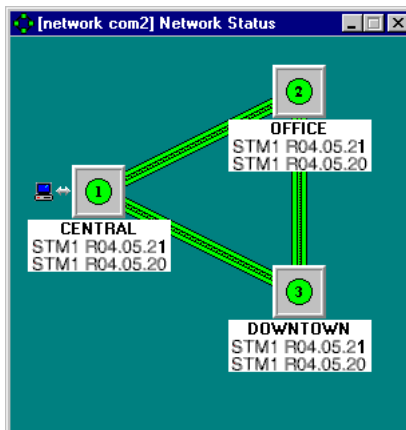 [network com2] Network Status
2
OFFICE
STM1 R04.05.21
STM1 R04.05.20
1
CENTRAL
STM1 R04.05.21
STM1 R04.05.20
3
DOWNTOWN
STM1 R04.05.21
STM1 R04.05.20